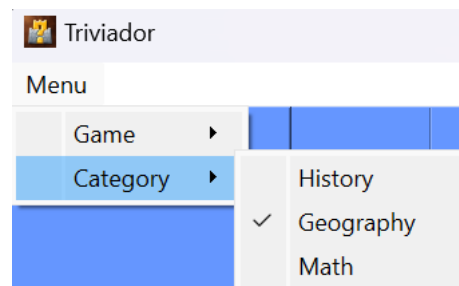 Triviador
Menu
Game
Category
History
Geography
Math